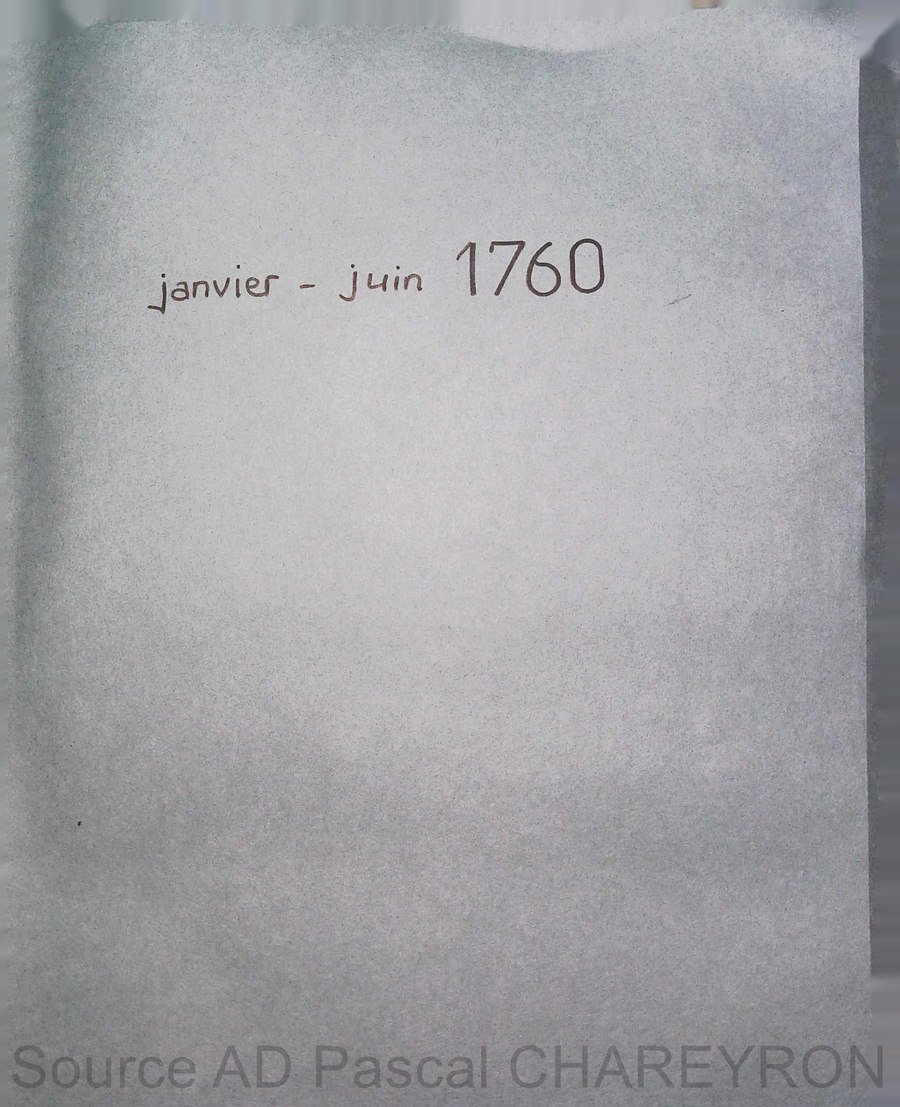 janvier - juin 1760
Source AD Pascal CHAREYRON